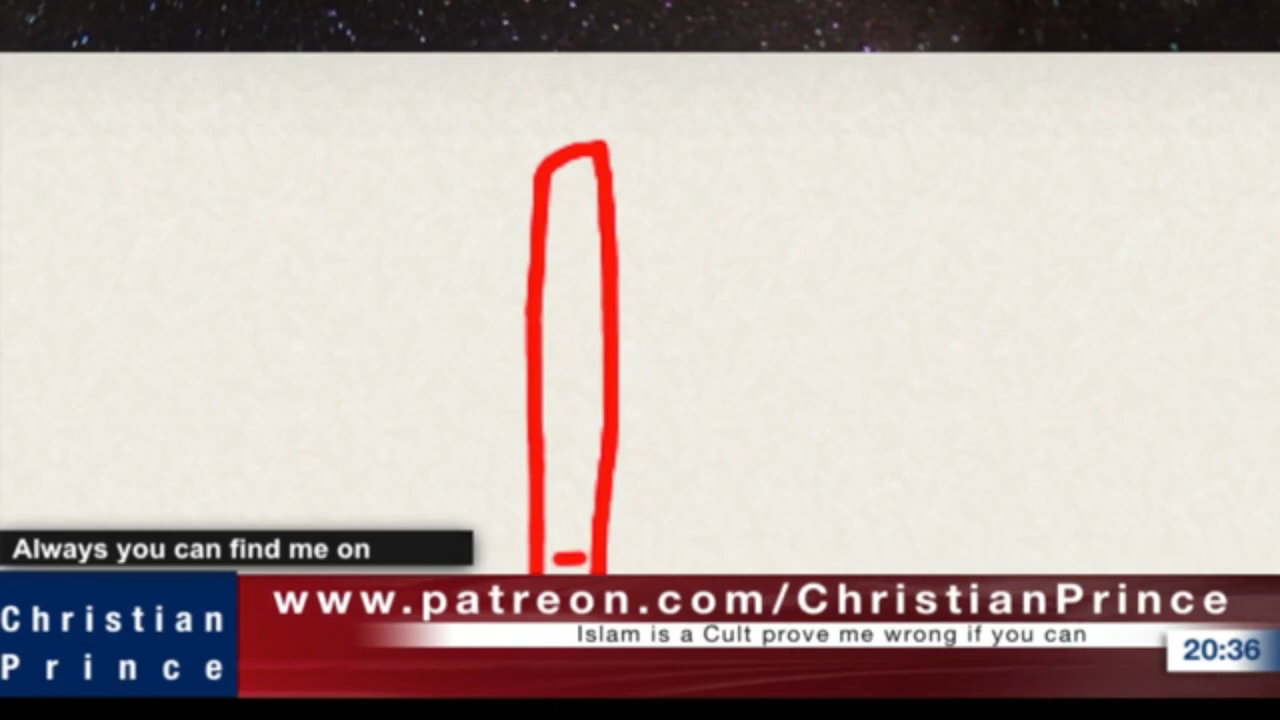 Always you can find me on
www.patreon.com/ChristianPrince
Christian
Prince
Islam is a Cult prove me wrong if you can
20:36